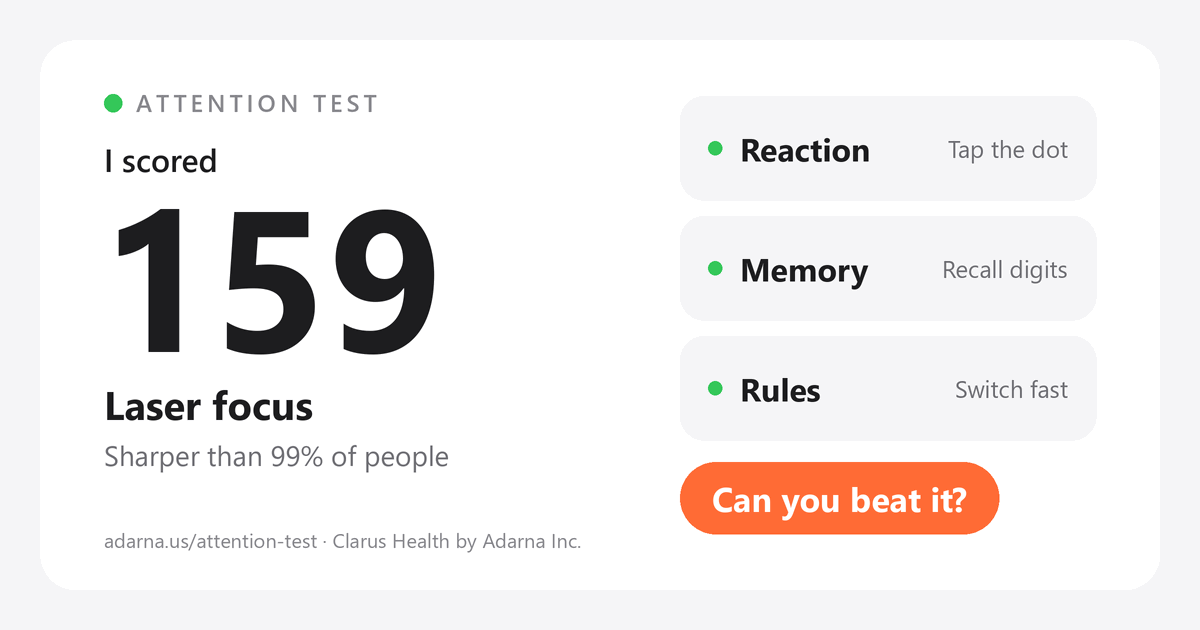 ATTENTION TEST
I scored
159
Laser focus
Sharper than 99% of people
adarna.us/attention-test · Clarus Health by Adarna Inc.
Reaction Tap the dot
Memory Recall digits
Rules Switch fast
Can you beat it?